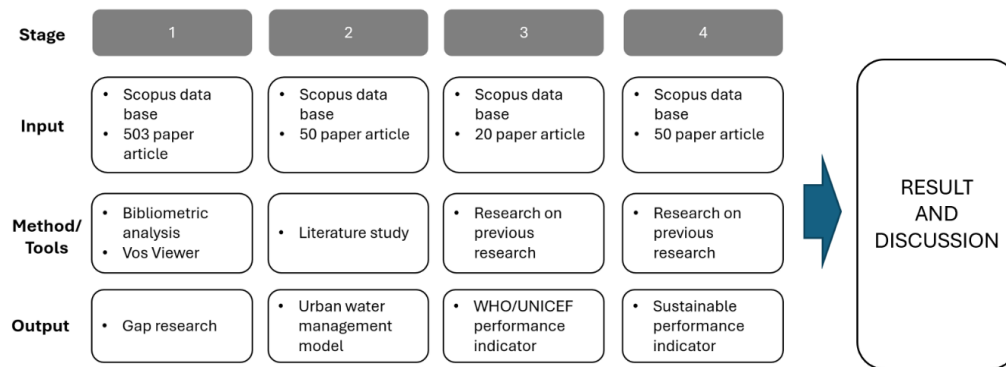 Stage
1
2
3
4
Input
• Scopus data
base
• 503 paper
article
• Scopus data
base
• 50 paper article
• Scopus data
base
• 20 paper article
• Scopus data
base
• 50 paper article
Method/
Tools
• Bibliometric
analysis
• Vos Viewer
• Literature study
• Research on
previous
research
• Research on
previous
research
Output
• Gap research
• Urban water
management
model
• WHO/UNICEF
performance
indicator
• Sustainable
performance
indicator
RESULT
AND
DISCUSSION